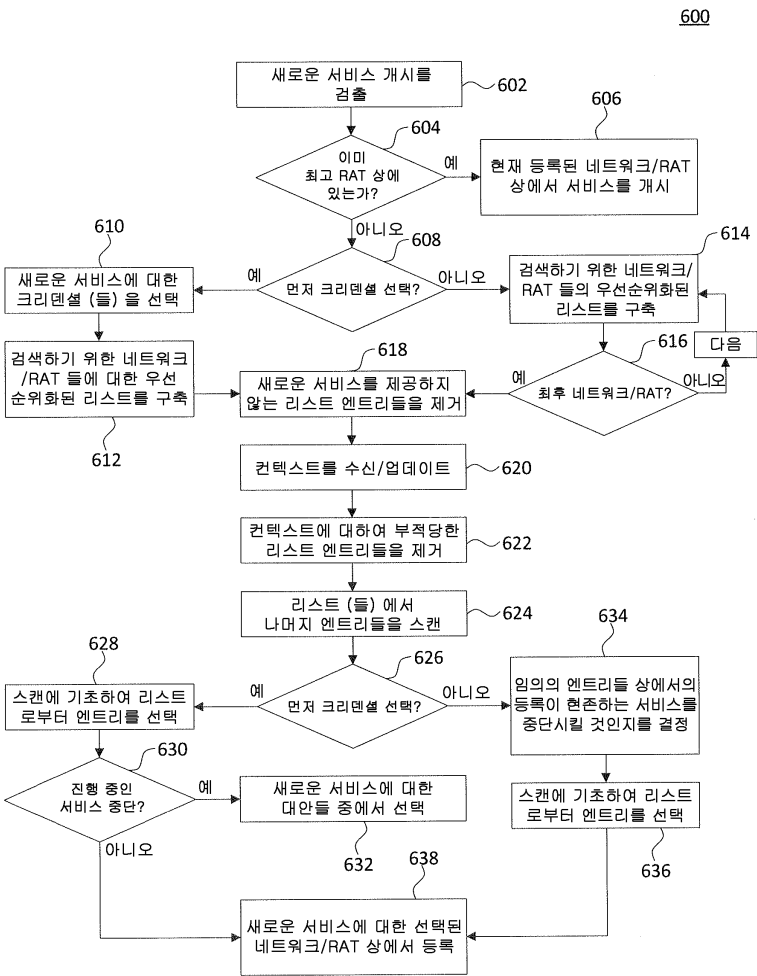 600
새로운 서비스 개시를
검출
602
604
이미
최고 RAT 상에
있는가?
예
606
현재 등록된 네트워크/RAT
상에서 서비스를 개시
아니오
608
먼저 크리덴셜 선택?
예
아니오
610
새로운 서비스에 대한
크리덴셜 (들) 을 선택
614
검색하기 위한 네트워크/
RAT 들의 우선순위화된
리스트를 구축
다음
612
검색하기 위한 네트워크
/RAT 들에 대한 우선
순위화된 리스트를 구축
616
최후 네트워크/RAT?
예
아니오
618
새로운 서비스를 제공하지
않는 리스트 엔트리들을 제거
컨텍스트를 수신/업데이트
620
컨텍스트에 대하여 부적당한
리스트 엔트리들을 제거
622
리스트 (들) 에서
나머지 엔트리들을 스캔
624
626
먼저 크리덴셜 선택?
예
아니오
628
스캔에 기초하여 리스트
로부터 엔트리를 선택
634
임의의 엔트리들 상에서의
등록이 현존하는 서비스를
중단시킬 것인지를 결정
630
진행 중인
서비스 중단?
예
아니오
새로운 서비스에 대한
대안들 중에서 선택
632
스캔에 기초하여 리스트
로부터 엔트리를 선택
636
638
새로운 서비스에 대한 선택된
네트워크/RAT 상에서 등록